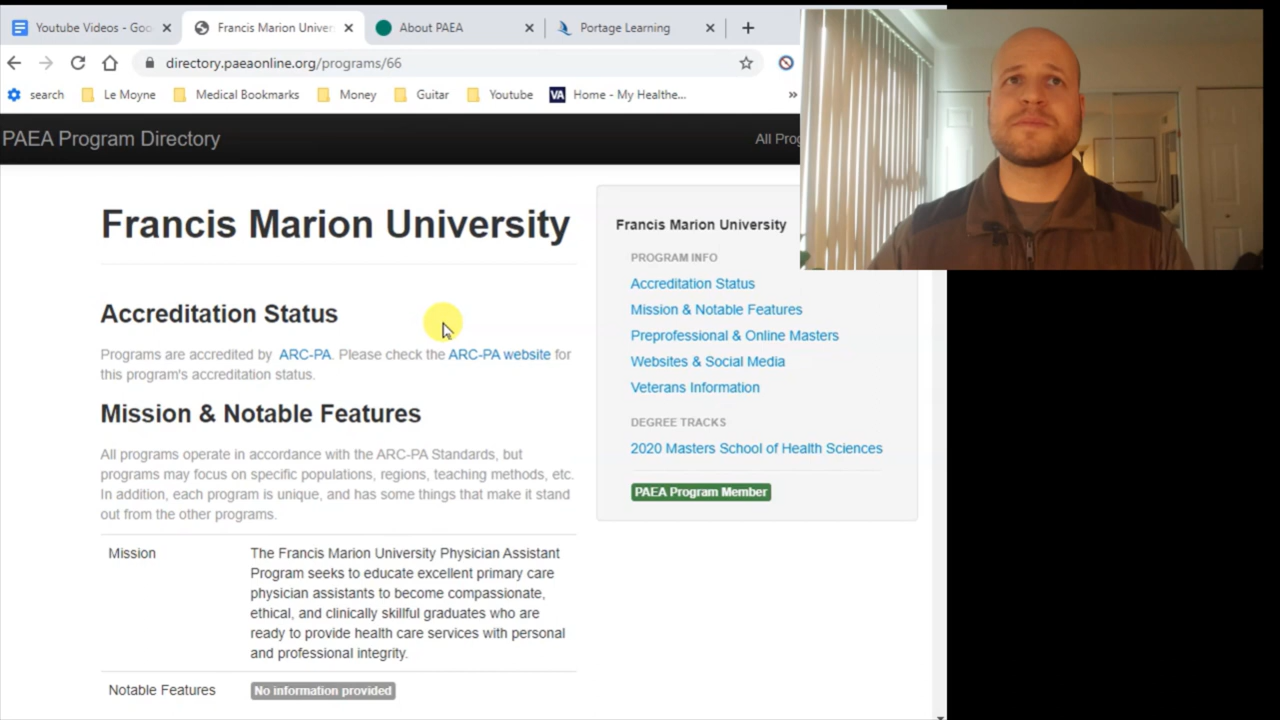 Youtube Videos - Goo
Francis Marion Univer
About PAEA
Portage Learning
directory.paeaonline.org/programs/66
search
Le Moyne
Medical Bookmarks
Money
Guitar
Youtube
VA
Home - My Healthe...
PAEA Program Directory
All Prog
Francis Marion University
Accreditation Status
Programs are accredited by ARC-PA. Please check the ARC-PA website for
this program's accreditation status.
Mission & Notable Features
All programs operate in accordance with the ARC-PA Standards, but
programs may focus on specific populations, regions, teaching methods, etc.
In addition, each program is unique, and has some things that make it stand
out from the other programs.
Mission
The Francis Marion University Physician Assistant
Program seeks to educate excellent primary care
physician assistants to become compassionate,
ethical, and clinically skillful graduates who are
ready to provide health care services with personal
and professional integrity.
Notable Features
No information provided
Francis Marion University
PROGRAM INFO
Accreditation Status
Mission & Notable Features
Preprofessional & Online Masters
Websites & Social Media
Veterans Information
DEGREE TRACKS
2020 Masters School of Health Sciences
PAEA Program Member